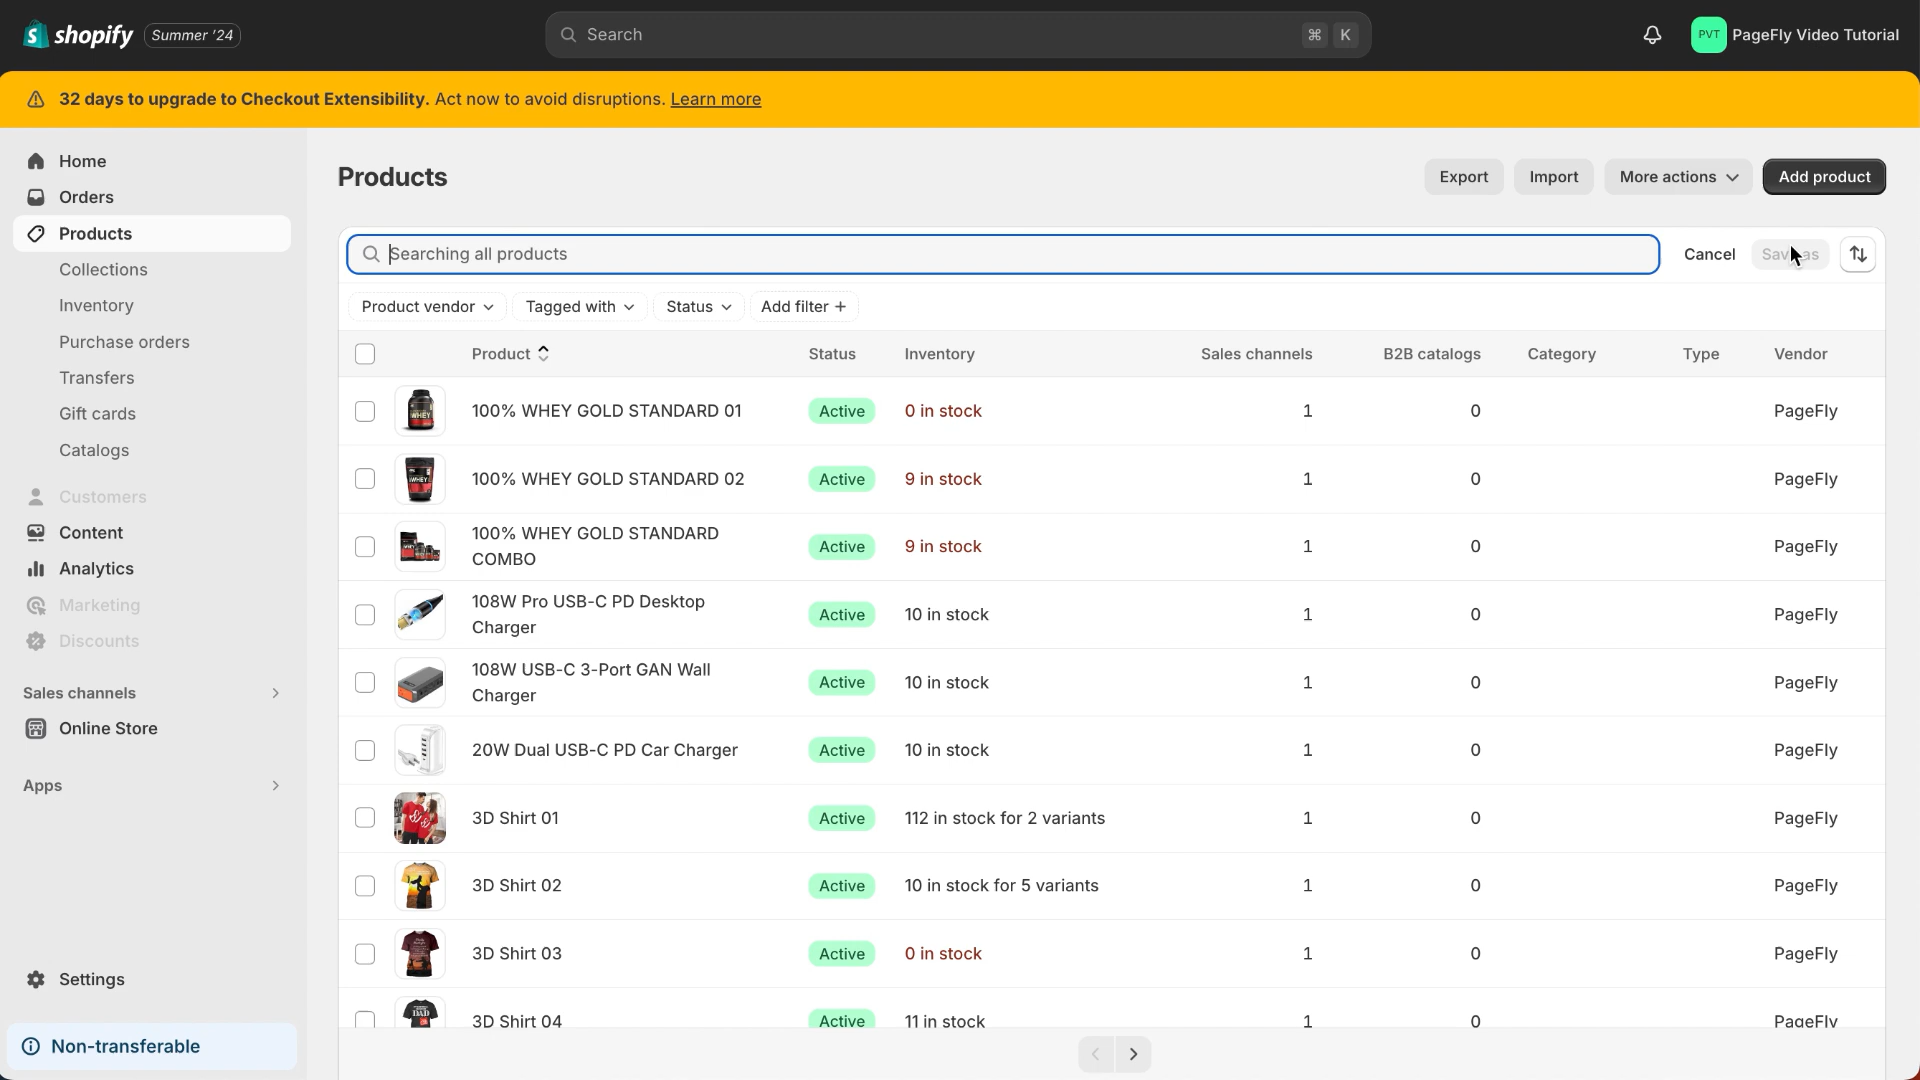 shopify Summer '24
Search ⌘ K
PVT PageFly Video Tutorial
32 days to upgrade to Checkout Extensibility. Act now to avoid disruptions. Learn more
Home
Orders
Products
Collections
Inventory
Purchase orders
Transfers
Gift cards
Catalogs
Customers
Content
Analytics
Marketing
Discounts
Sales channels
Online Store
Apps
Settings
Non-transferable
Products
Export Import More actions Add product
Searching all products Cancel
Product vendor Tagged with Status Add filter +
Product Status Inventory Sales channels B2B catalogs Category Type Vendor
100% WHEY GOLD STANDARD 01 Active 0 in stock 1 0 PageFly
100% WHEY GOLD STANDARD 02 Active 9 in stock 1 0 PageFly
100% WHEY GOLD STANDARD
COMBO Active 9 in stock 1 0 PageFly
108W Pro USB-C PD Desktop
Charger Active 10 in stock 1 0 PageFly
108W USB-C 3-Port GAN Wall
Charger Active 10 in stock 1 0 PageFly
20W Dual USB-C PD Car Charger Active 10 in stock 1 0 PageFly
3D Shirt 01 Active 112 in stock for 2 variants 1 0 PageFly
3D Shirt 02 Active 10 in stock for 5 variants 1 0 PageFly
3D Shirt 03 Active 0 in stock 1 0 PageFly
3D Shirt 04 Active 11 in stock 1 0 PageFly